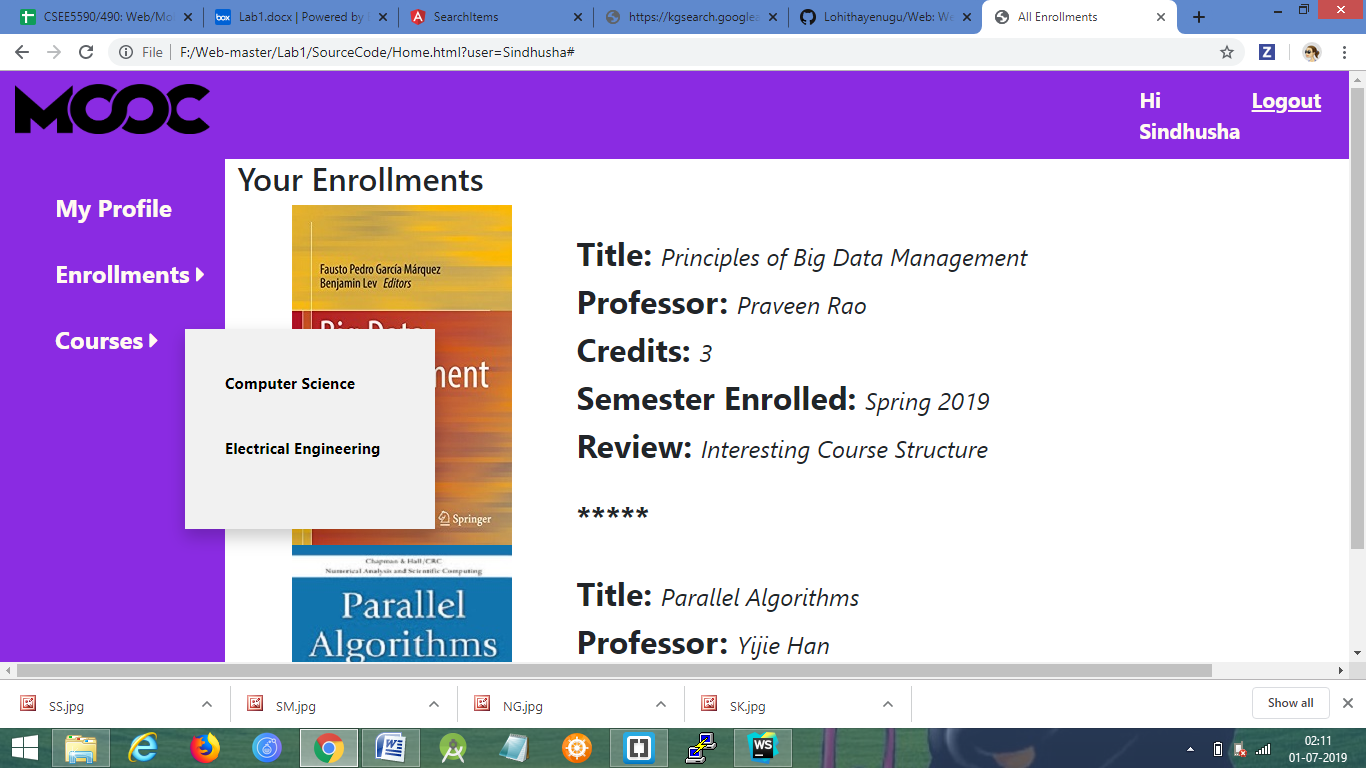 CSEE5590/490: Web/Mo
Lab1.docx | Powered by
SearchItems
https://kgsearch.googlea
Lohithayenugu/Web: We
All Enrollments
File
F:/Web-master/Lab1/SourceCode/Home.html?user=Sindhusha#
MOOC
Hi
Sindhusha
Logout
My Profile
Enrollments
Courses
Computer Science
Electrical Engineering
Your Enrollments
Fausto Pedro García Márquez
Benjamin Lev Editors
Big Data
ment
Springer
Title: Principles of Big Data Management
Professor: Praveen Rao
Credits: 3
Semester Enrolled: Spring 2019
Review: Interesting Course Structure
*****
Chapman & Hall/CRC
Numerical Analysis and Scientific Computing
Parallel
Algorithms
Title: Parallel Algorithms
Professor: Yijie Han
SS.jpg
SM.jpg
NG.jpg
SK.jpg
Show all
WS
02:11
01-07-2019